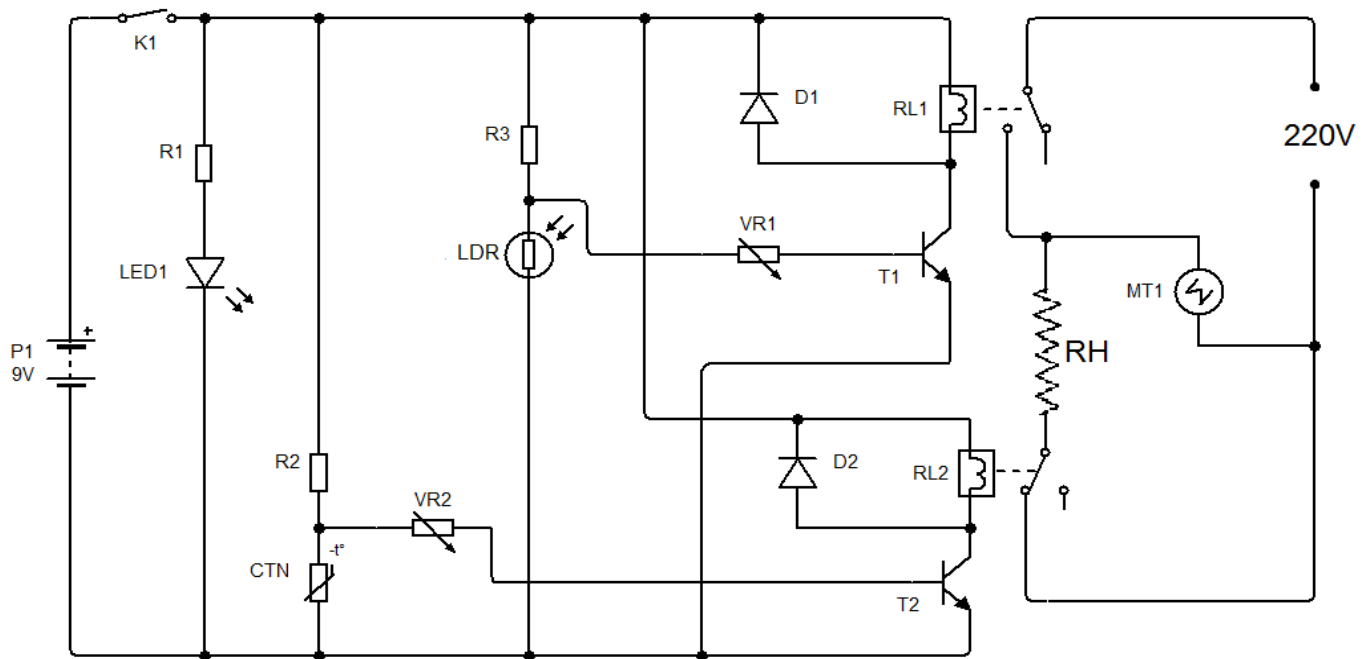 K1
D1
RL1
R3
220V
R1
VR1
LDR
LED1
T1
MT1
+
P1
9V
RH
R2
D2
RL2
VR2
-t°
CTN
T2